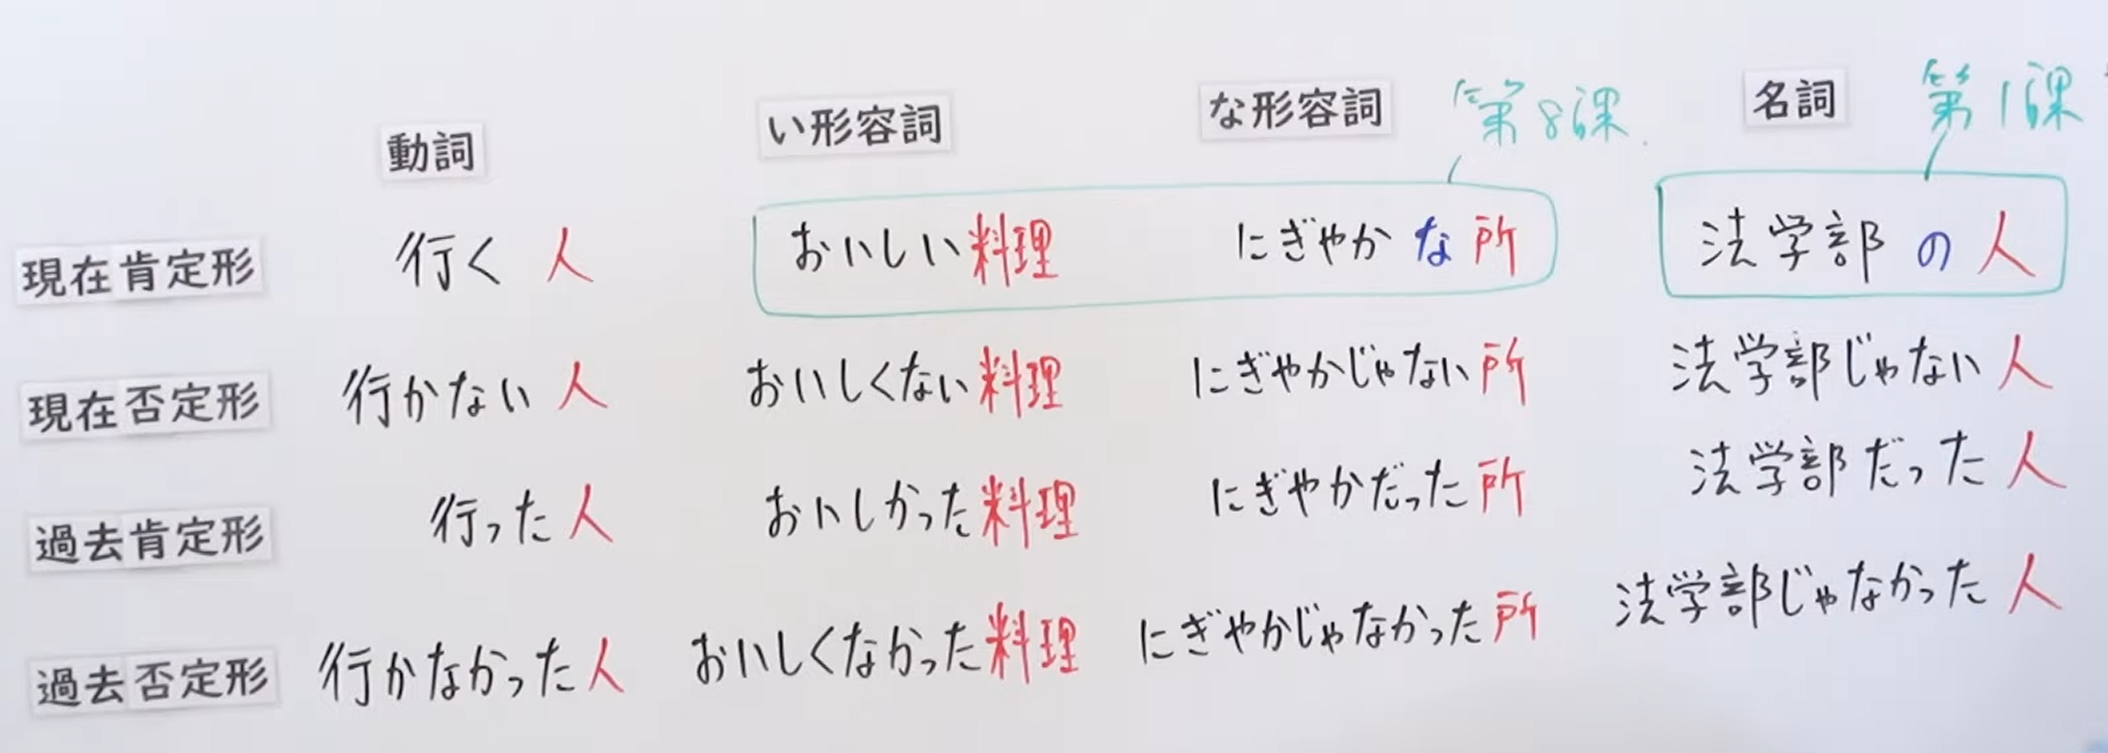 動詞 い形容詞 な形容詞 第8課 名詞 第1課
現在肯定形 行く人 おいしい料理 にぎやかな所 法学部の人
現在否定形 行かない人 おいしくない料理 にぎやかじゃない所 法学部じゃない人
過去肯定形 行った人 おいしかった料理 にぎやかだった所 法学部だった人
過去否定形 行かなかった人 おいしくなかった料理 にぎやかじゃなかった所 法学部じゃなかった人